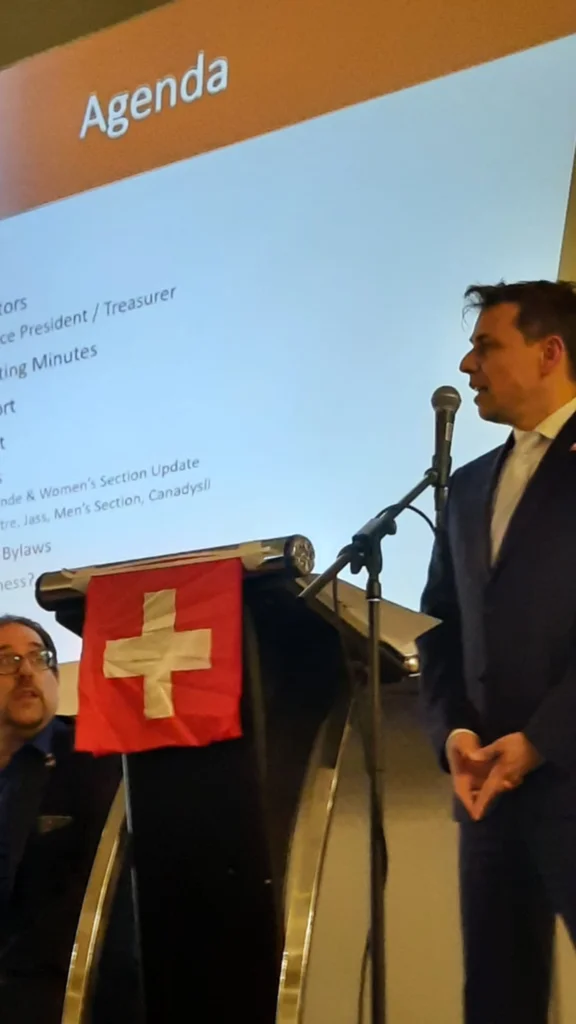 Agenda
tors
ce President / Treasurer
ting Minutes
ort
t
s
nde & Women's Section Update
tre, Jass, Men's Section, Canadysli
Bylaws
ness?